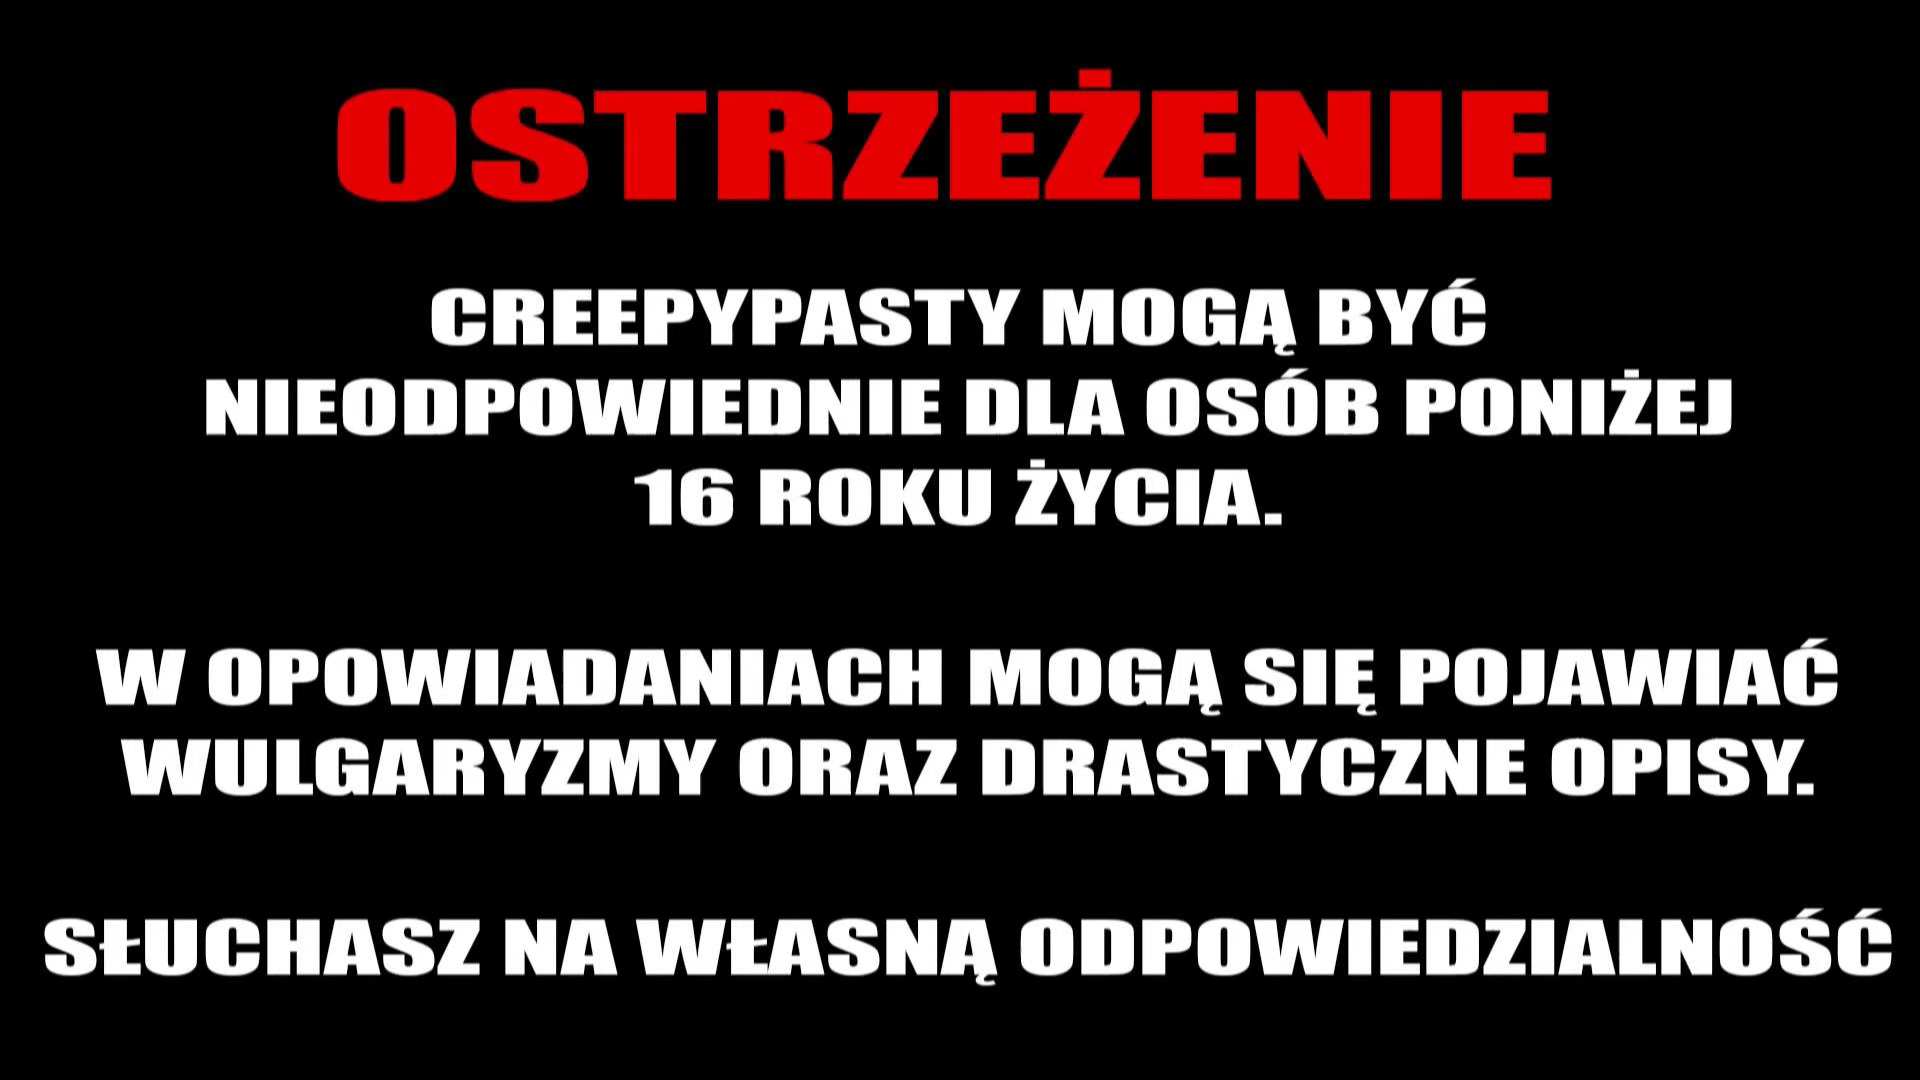 OSTRZEŻENIE
CREEPYPASTY MOGĄ BYĆ
NIEODPOWIEDNIE DLA OSÓB PONIŻEJ
16 ROKU ŻYCIA.
W OPOWIADANIACH MOGĄ SIĘ POJAWIAĆ
WULGARYZMY ORAZ DRASTYCZNE OPISY.
SŁUCHASZ NA WŁASNĄ ODPOWIEDZIALNOŚĆ